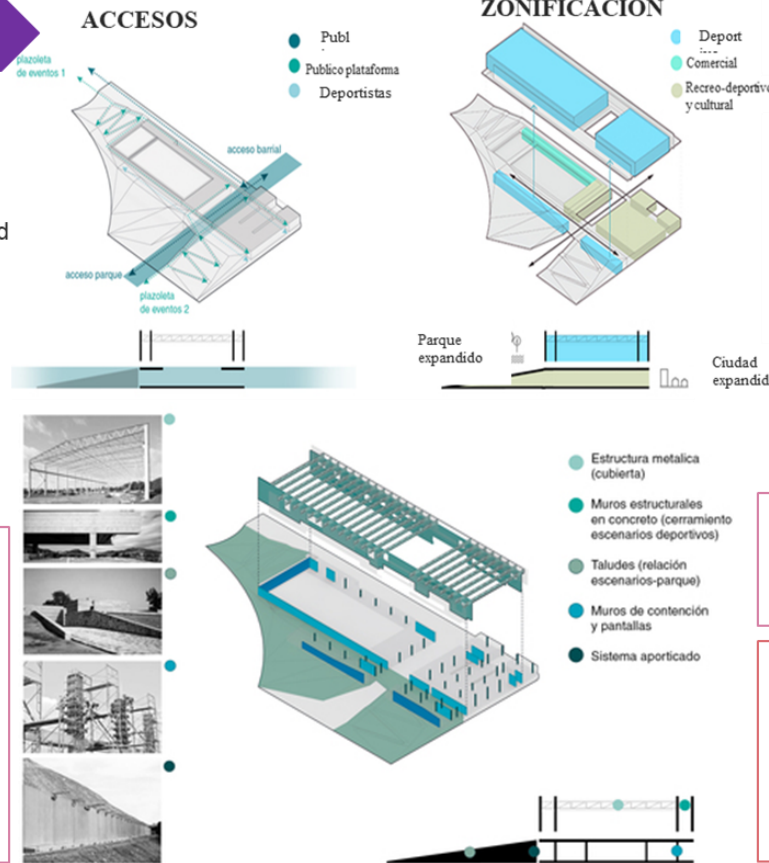 ACCESOS
Publ
Publico plataforma
Deportistas
plazoleta
de eventos 1
acceso barrial
acceso parque
plazoleta
de eventos 2
ZONIFICACIÓN
Deport
Comercial
Recreo-deportivo
y cultural
d
Parque
expandido
Ciudad
expandid
Estructura metalica
(cubierta)
Muros estructurales
en concreto (cerramiento
escenarios deportivos)
Taludes (relación
escenarios-parque)
Muros de contención
y pantallas
Sistema aporticado